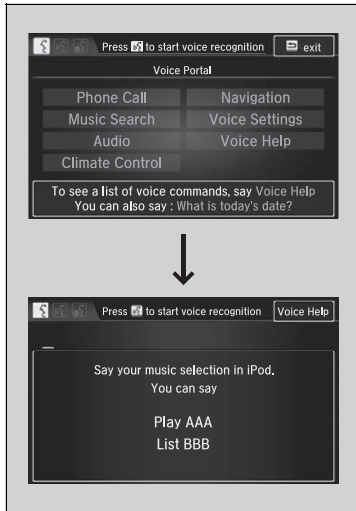 Press to start voice recognition exit
Voice Portal
Phone Call Navigation
Music Search Voice Settings
Audio Voice Help
Climate Control
To see a list of voice commands, say Voice Help
You can also say : What is today's date?
Press to start voice recognition Voice Help
Say your music selection in iPod.
You can say
Play AAA
List BBB